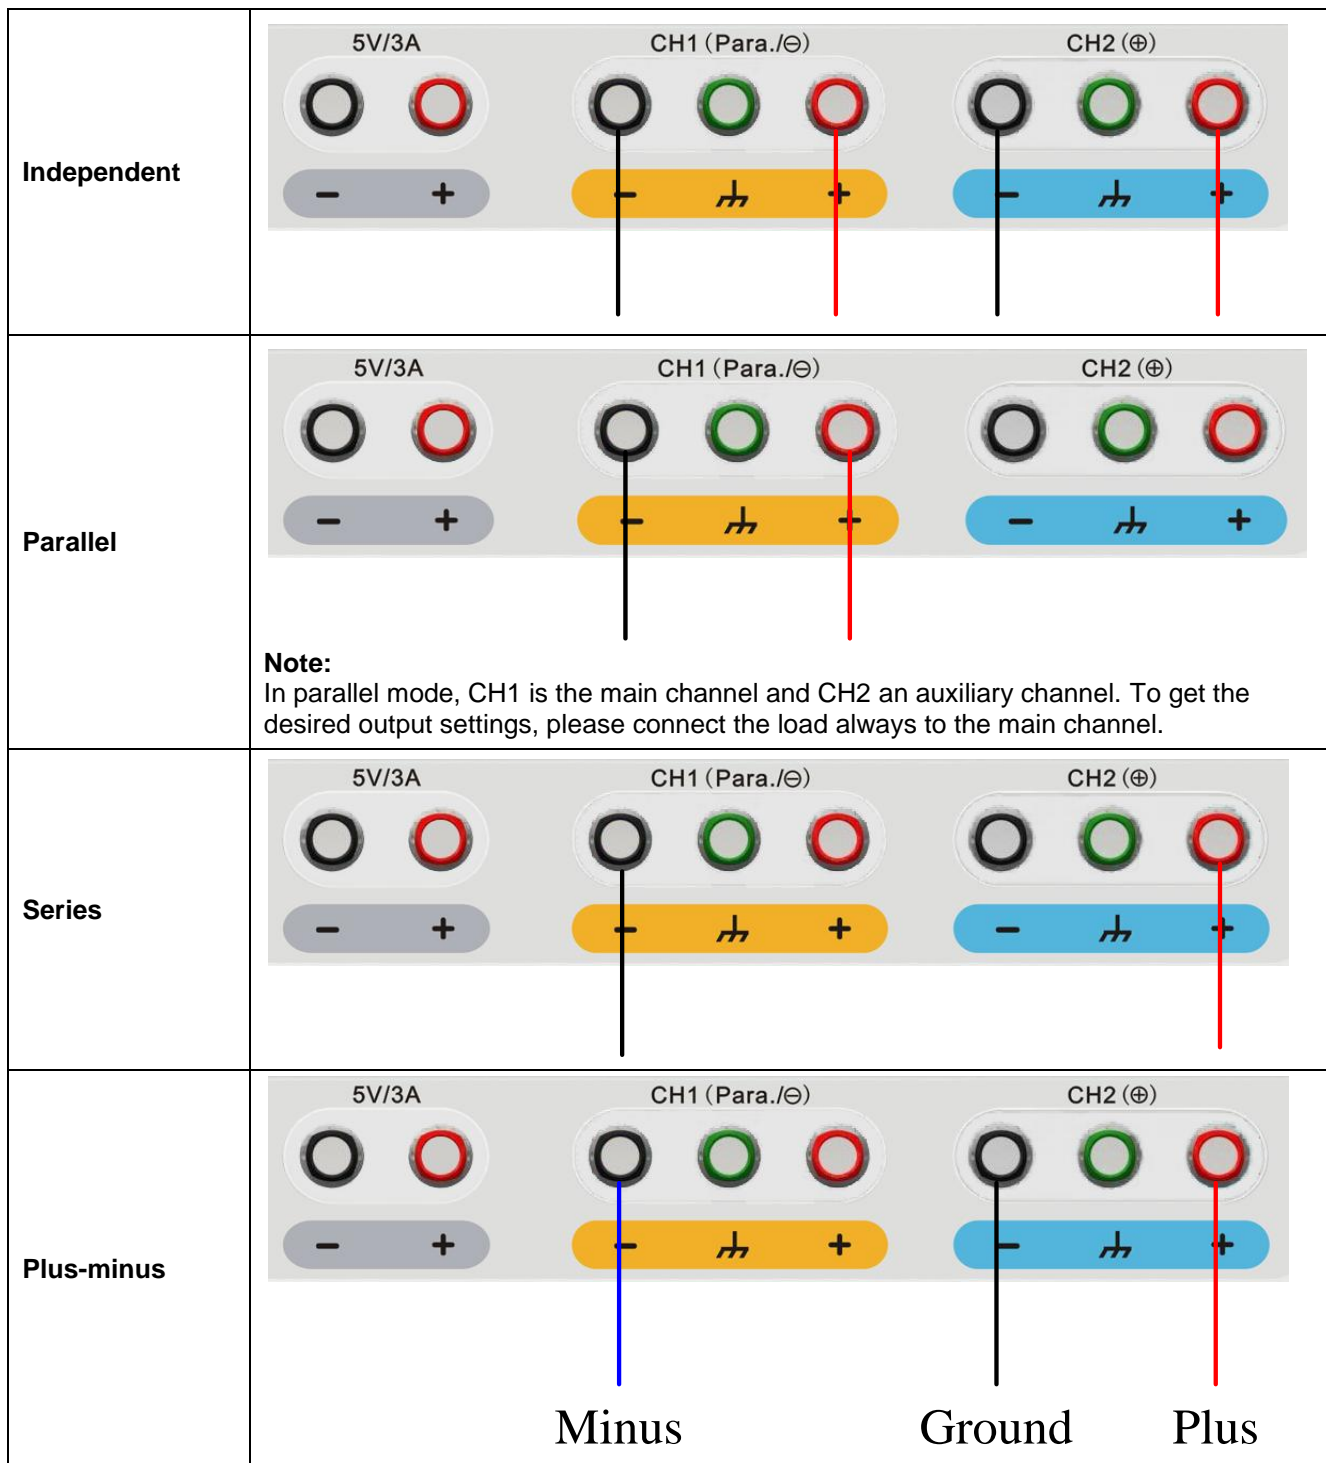 Independent
5V/3A
CH1 (Para./⊖)
CH2 (⊕)
− +
− +
− +
Parallel
5V/3A
CH1 (Para./⊖)
CH2 (⊕)
− +
− +
− +
Note:
In parallel mode, CH1 is the main channel and CH2 an auxiliary channel. To get the
desired output settings, please connect the load always to the main channel.
Series
5V/3A
CH1 (Para./⊖)
CH2 (⊕)
− +
− +
− +
Plus-minus
5V/3A
CH1 (Para./⊖)
CH2 (⊕)
− +
− +
− +
Minus
Ground
Plus